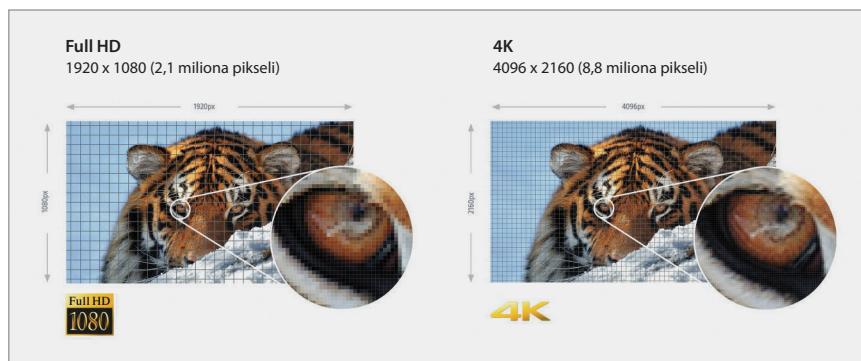 Full HD
1920 x 1080 (2,1 miliona pikseli)
1920px
1080px
Full HD
1080
4K
4096 x 2160 (8,8 miliona pikseli)
4096px
2160px
4K